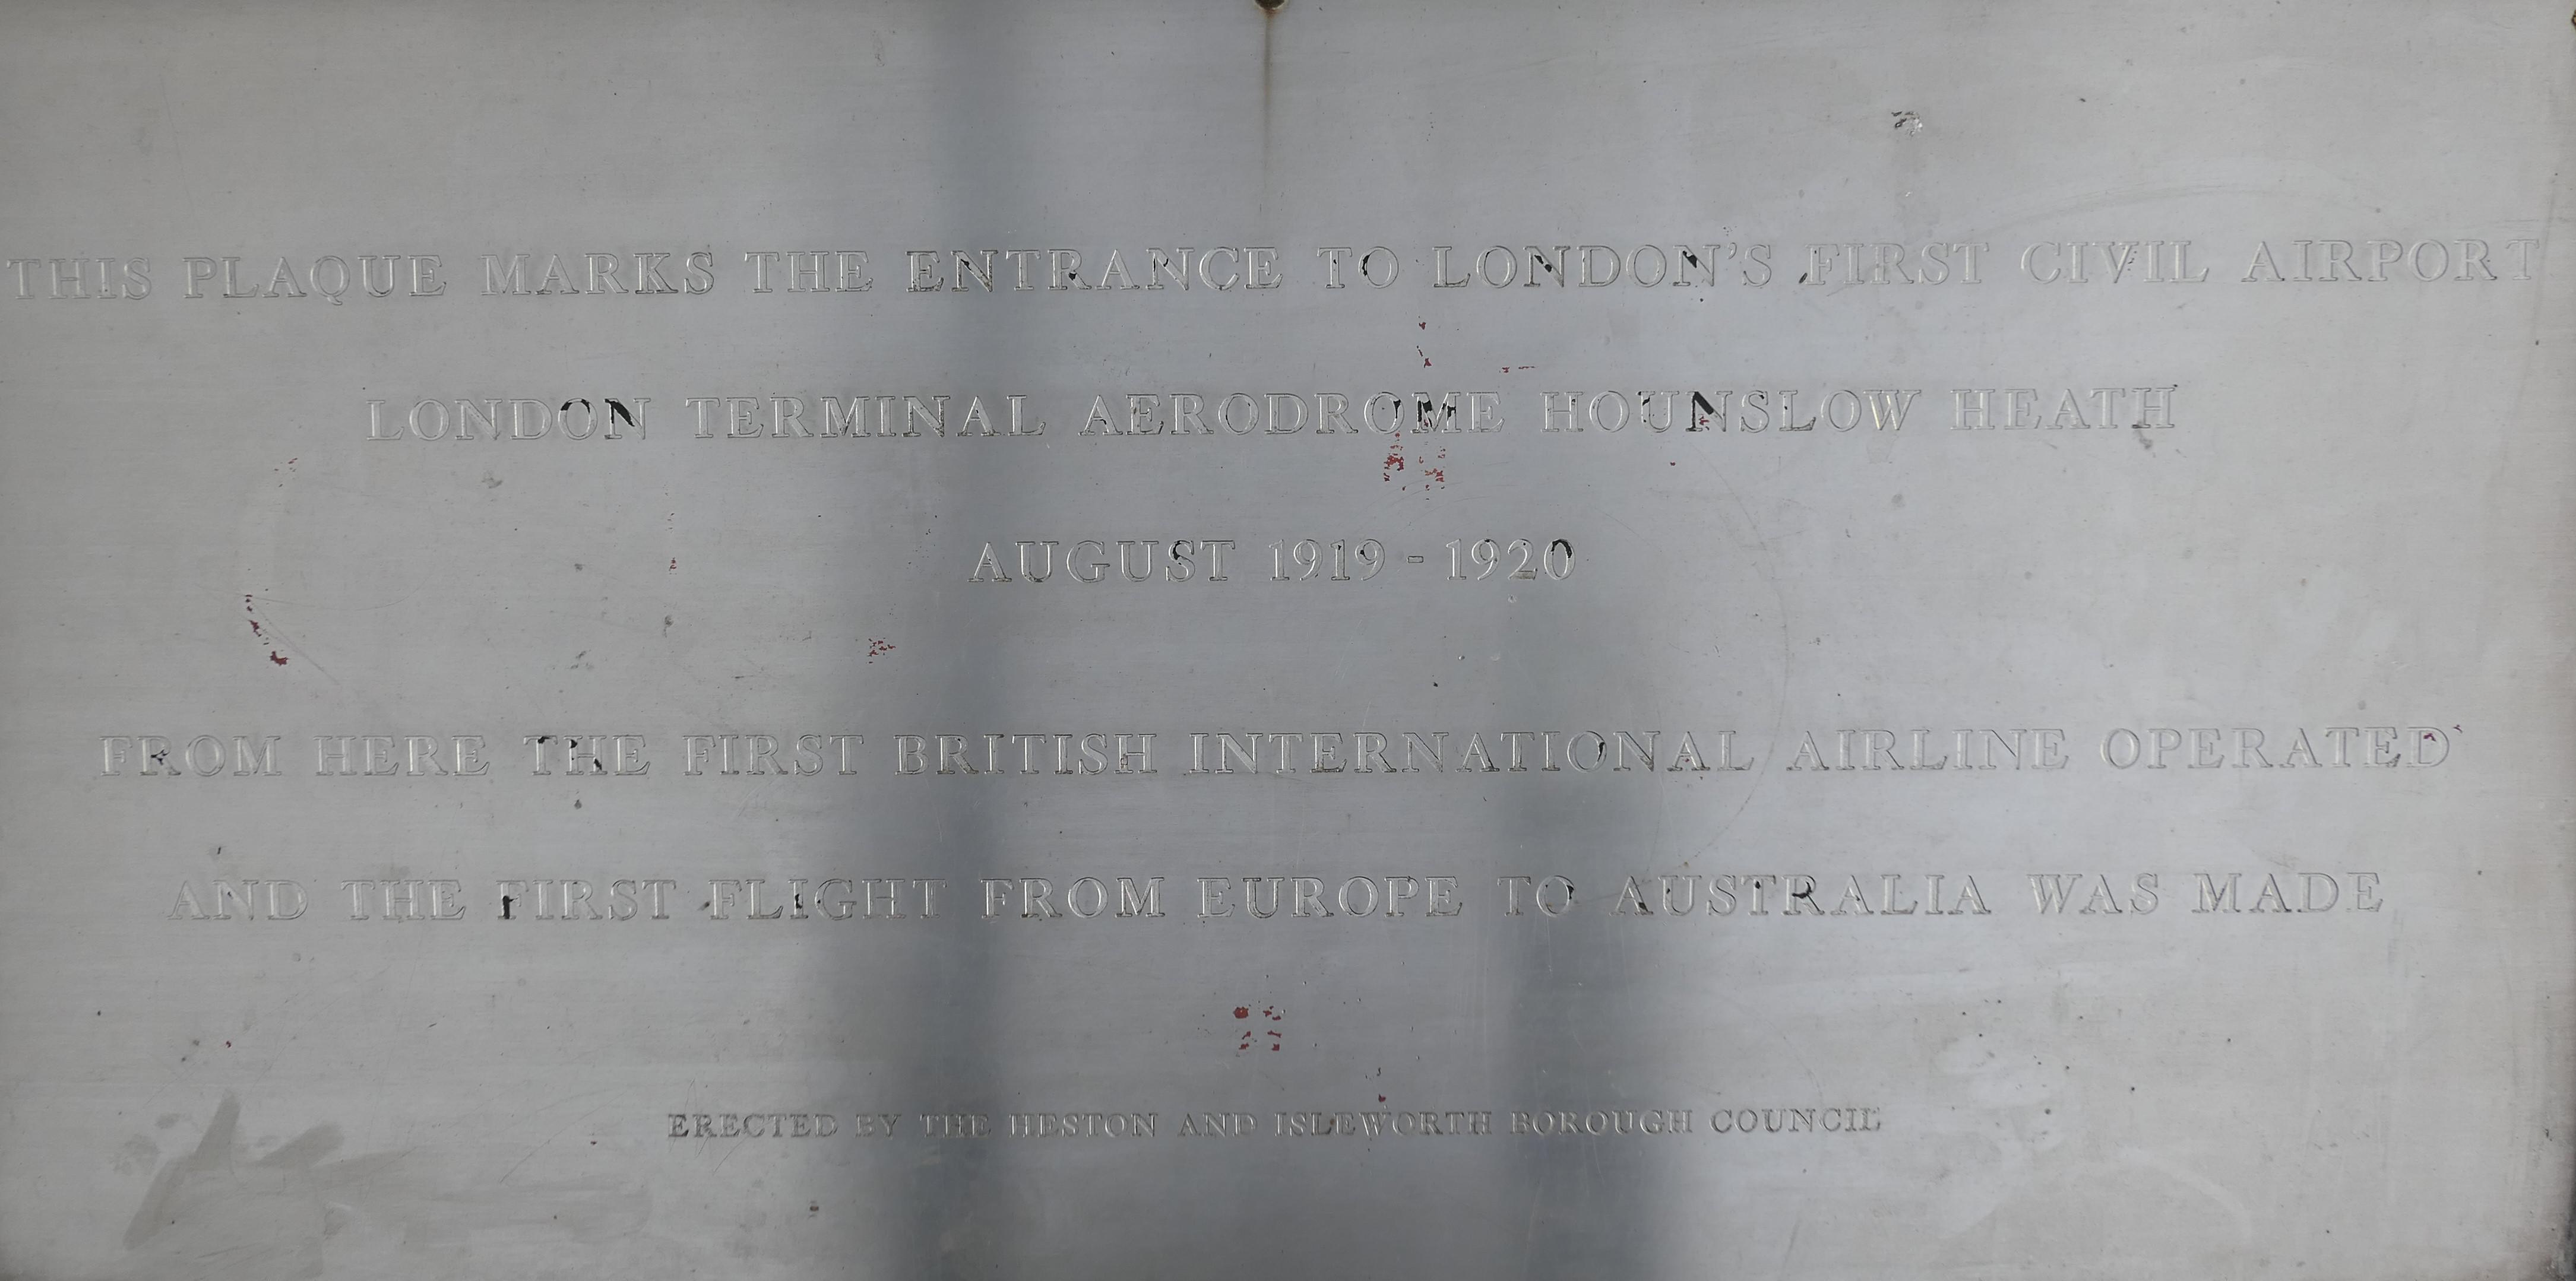 THIS PLAQUE MARKS THE ENTRANCE TO LONDON'S FIRST CIVIL AIRPORT
LONDON TERMINAL AERODROME HOUNSLOW HEATH
AUGUST 1919 - 1920
FROM HERE THE FIRST BRITISH INTERNATIONAL AIRLINE OPERATED
AND THE FIRST FLIGHT FROM EUROPE TO AUSTRALIA WAS MADE
ERECTED BY THE HESTON AND ISLEWORTH BOROUGH COUNCIL